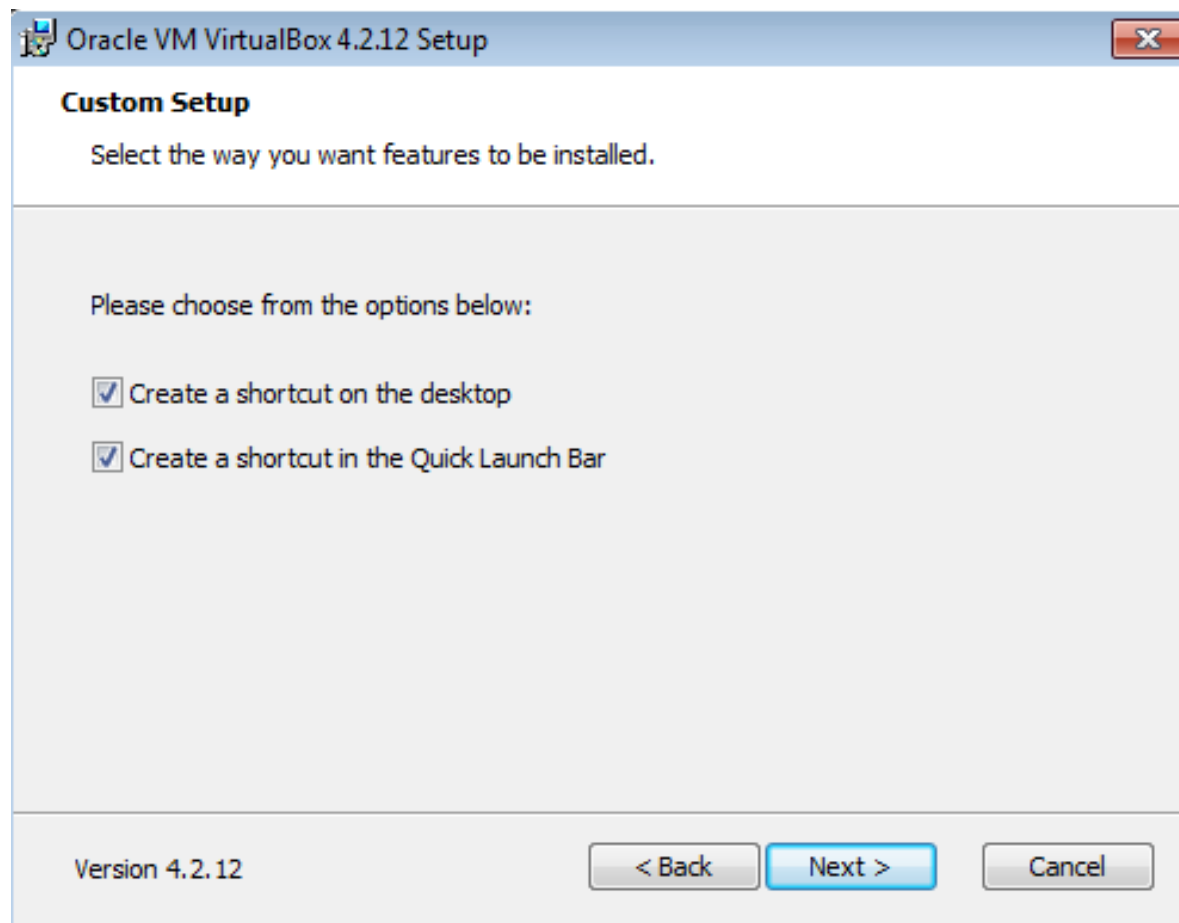 Oracle VM VirtualBox 4.2.12 Setup
Custom Setup
Select the way you want features to be installed.
Please choose from the options below:
Create a shortcut on the desktop
Create a shortcut in the Quick Launch Bar
Version 4.2.12
< Back
Next >
Cancel